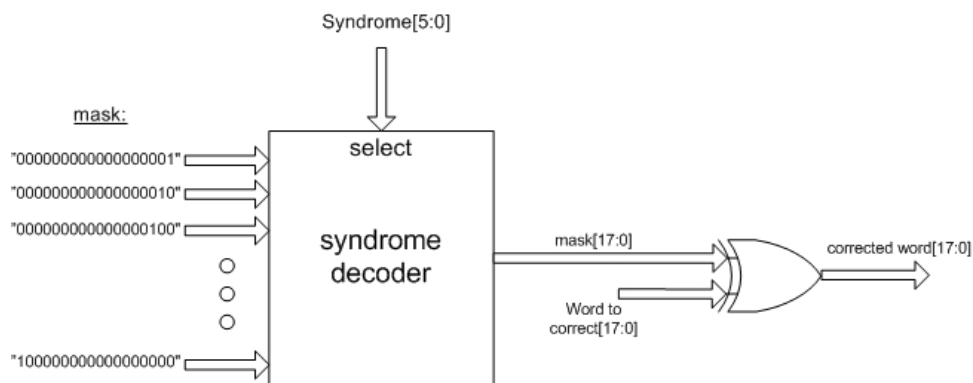 Syndrome[5:0]
mask:
"000000000000000001"
"000000000000000010"
"000000000000000100"
"100000000000000000"
select
syndrome
decoder
mask[17:0]
Word to
correct[17:0]
corrected word[17:0]